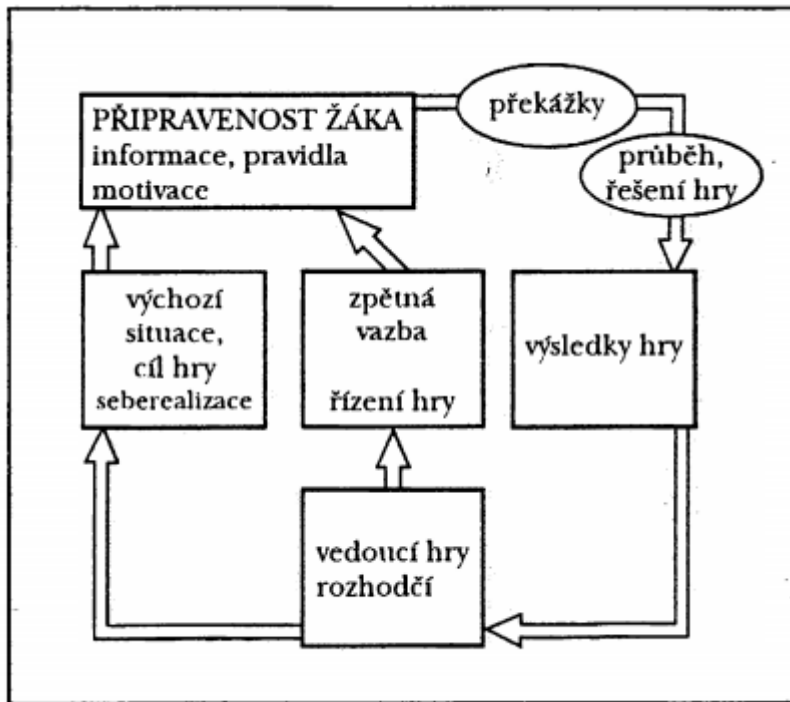 PŘIPRAVENOST ŽÁKA
informace, pravidla
motivace
překážky
průběh,
řešení hry
výchozí
situace,
cíl hry
seberealizace
zpětná
vazba
řízení hry
výsledky hry
vedoucí hry
rozhodčí